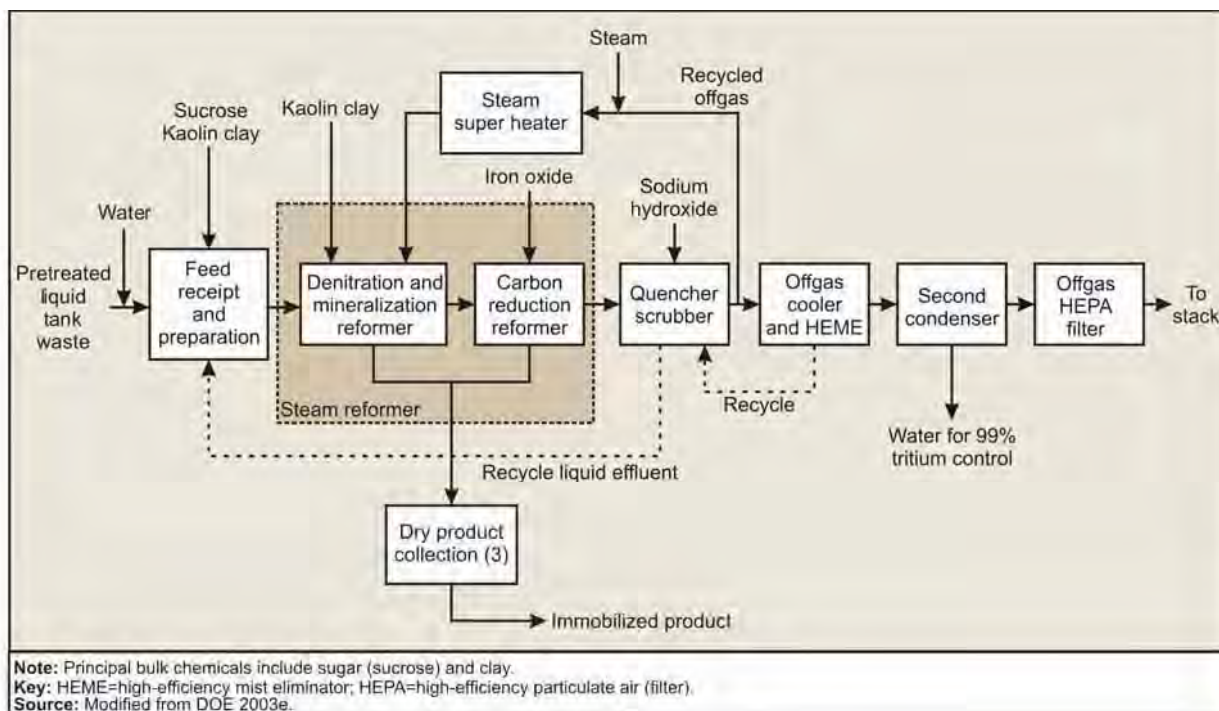 Steam
Recycled
offgas
Steam
super heater
Sucrose
Kaolin clay
Kaolin clay
Iron oxide
Sodium
hydroxide
Water
Pretreated
liquid
tank
waste
Feed
receipt
and
preparation
Denitration and
mineralization
reformer
Carbon
reduction
reformer
Quencher
scrubber
Offgas
cooler
and HEME
Second
condenser
Offgas
HEPA
filter
To
stack
Steam reformer
Recycle
Recycle liquid effluent
Water for 99%
tritium control
Dry product
collection (3)
Immobilized product
Note: Principal bulk chemicals include sugar (sucrose) and clay.
Key: HEME=high-efficiency mist eliminator; HEPA=high-efficiency particulate air (filter).
Source: Modified from DOE 2003e.